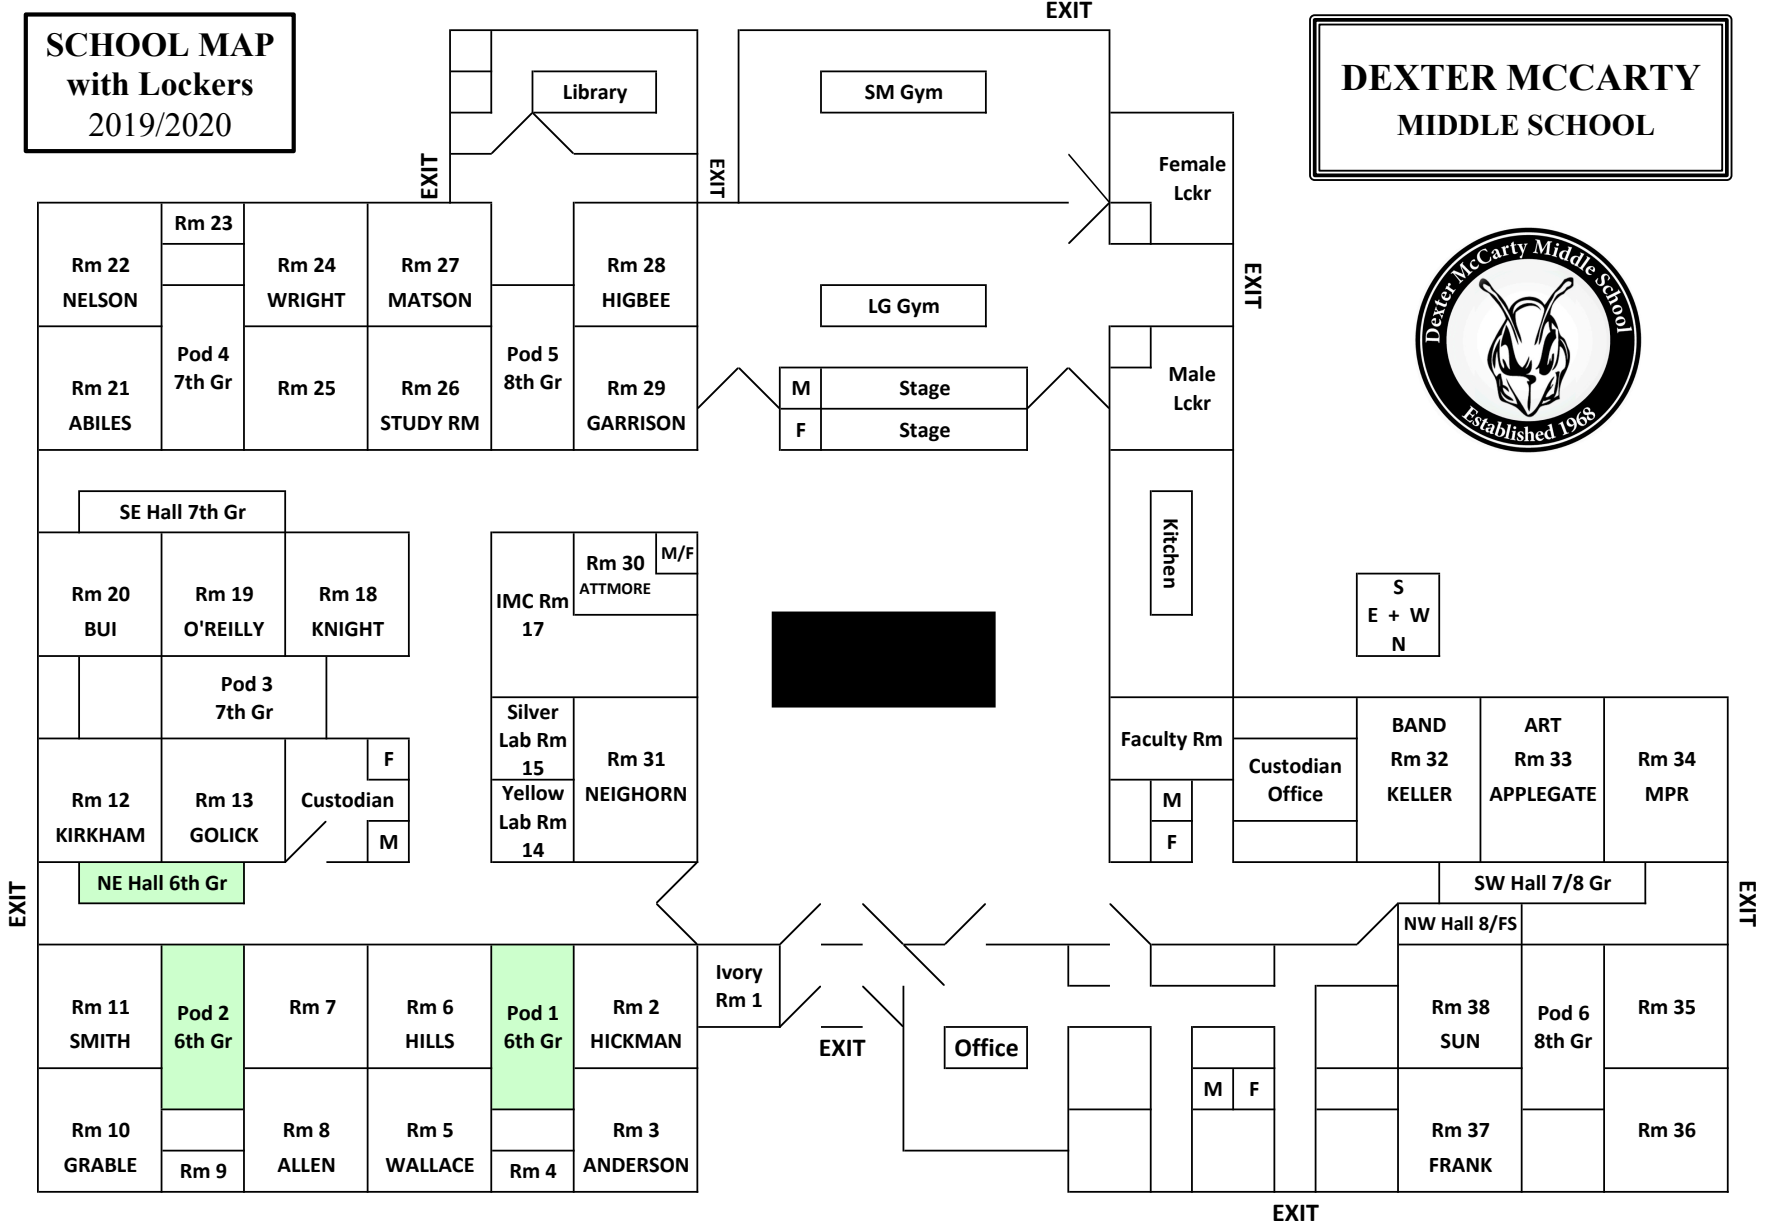 EXIT
SCHOOL MAP
with Lockers
2019/2020
DEXTER MCCARTY
MIDDLE SCHOOL
Library
SM Gym
EXIT
EXIT
Female
Lckr
Rm 23
Rm 22
NELSON
Rm 24
WRIGHT
Rm 27
MATSON
Rm 28
HIGBEE
LG Gym
EXIT
Dexter McCarty Middle School
Established 1968
Pod 4
7th Gr
Pod 5
8th Gr
Rm 21
ABILES
Rm 25
Rm 26
STUDY RM
Rm 29
GARRISON
M
Stage
F
Stage
Male
Lckr
SE Hall 7th Gr
Kitchen
Rm 20
BUI
Rm 19
O'REILLY
Rm 18
KNIGHT
IMC Rm
17
Rm 30
ATTMORE
M/F
S
E + W
N
Pod 3
7th Gr
Silver
Lab Rm
15
Rm 31
NEIGHORN
Faculty Rm
Custodian
Office
BAND
Rm 32
KELLER
ART
Rm 33
APPLEGATE
Rm 34
MPR
Rm 12
KIRKHAM
Rm 13
GOLICK
Custodian
F
M
Yellow
Lab Rm
14
M
F
EXIT
NE Hall 6th Gr
SW Hall 7/8 Gr
EXIT
NW Hall 8/FS
Rm 11
SMITH
Pod 2
6th Gr
Rm 7
Rm 6
HILLS
Pod 1
6th Gr
Rm 2
HICKMAN
Ivory
Rm 1
EXIT
Office
Rm 38
SUN
Pod 6
8th Gr
Rm 35
M
F
Rm 10
GRABLE
Rm 9
Rm 8
ALLEN
Rm 5
WALLACE
Rm 4
Rm 3
ANDERSON
Rm 37
FRANK
Rm 36
EXIT